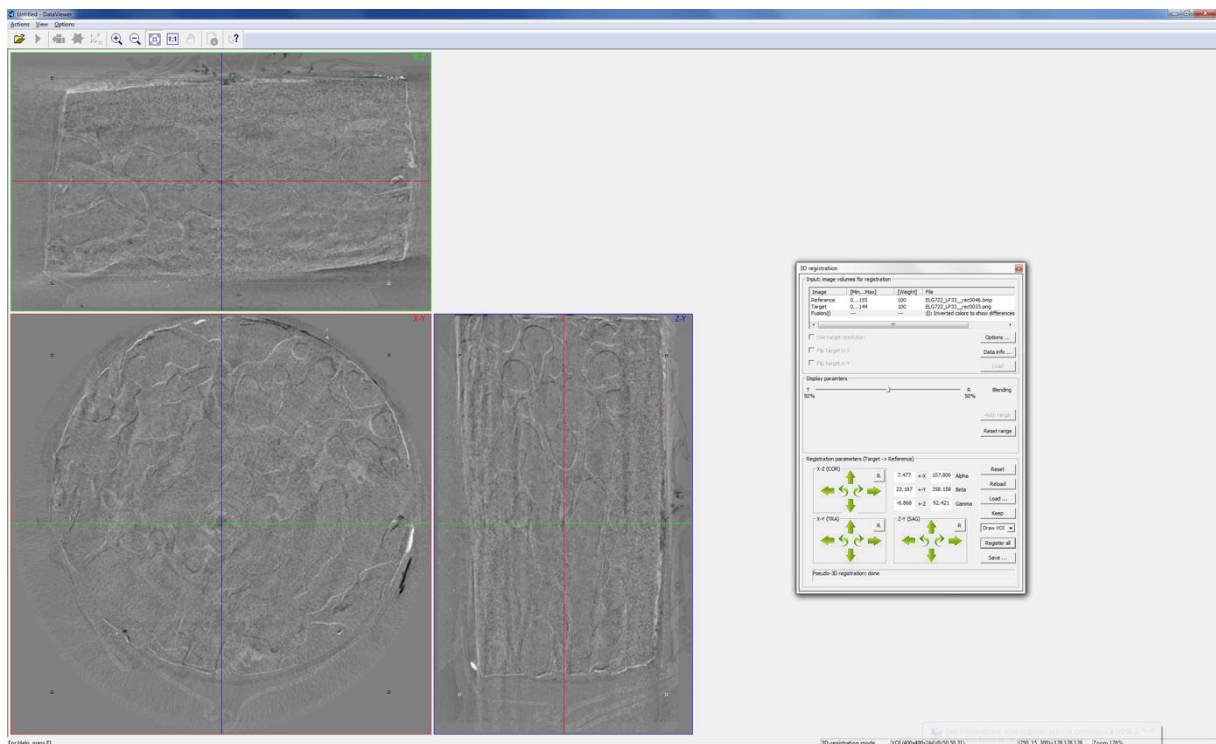 Untitled - DataViewer
Actions View Options
1:1
X-Z
X-Y
Z-Y
3D registration
Input: image volumes for registration
Image [Min...Max] [Weight] File
Reference 0...153 100 ELG722_LP33__rec0046.bmp
Target 0...144 100 ELG722_LP33__rec0033.png
Fusion(i) --- --- (i): Inverted colors to show differences
Use target resolution
Options ...
Flip target in X
Data info ...
Flip target in Y
Load
Display paramters
T R Blending
50% 50%
Auto range
Reset range
Registration parameters (Target -> Reference)
X-Z (COR)
R
7.477 <-X 157.806 Alpha
Reset
23.187 <-Y 358.158 Beta
Reload
-6.868 <-Z 92.421 Gamma
Load ...
Keep
X-Y (TRA)
R
Z-Y (SAG)
R
Draw VOI
Register all
Save ...
Pseudo-3D registration: done
For Help, press F1
3D-registration mode